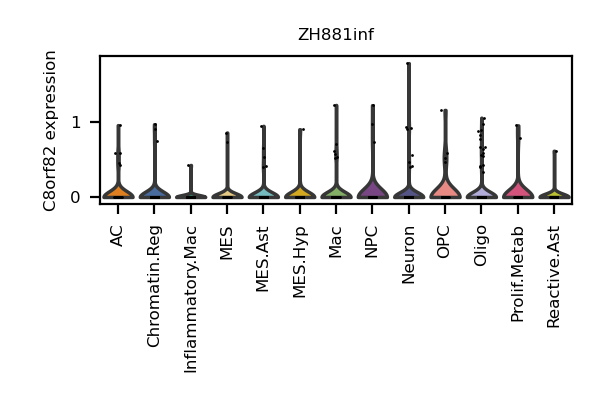 ZH881inf
C8orf82 expression
1
0
AC
Chromatin.Reg
Inflammatory.Mac
MES
MES.Ast
MES.Hyp
Mac
NPC
Neuron
OPC
Oligo
Prolif.Metab
Reactive.Ast